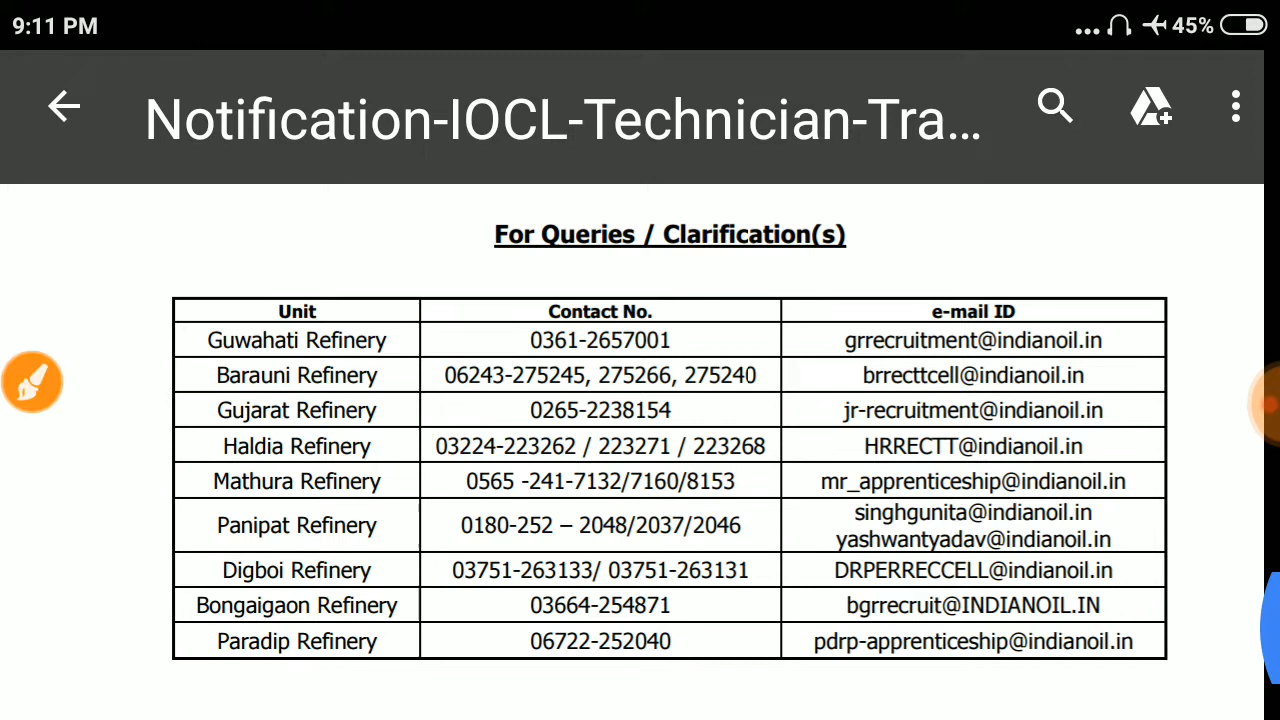 9:11 PM
45%
Notification-IOCL-Technician-Tra...
For Queries / Clarification(s)
Unit Contact No. e-mail ID
Guwahati Refinery 0361-2657001 grrecruitment@indianoil.in
Barauni Refinery 06243-275245, 275266, 275240 brrecttcell@indianoil.in
Gujarat Refinery 0265-2238154 jr-recruitment@indianoil.in
Haldia Refinery 03224-223262 / 223271 / 223268 HRRECTT@indianoil.in
Mathura Refinery 0565 -241-7132/7160/8153 mr_apprenticeship@indianoil.in
Panipat Refinery 0180-252 – 2048/2037/2046 singhgunita@indianoil.in
yashwantyadav@indianoil.in
Digboi Refinery 03751-263133/ 03751-263131 DRPERRECCELL@indianoil.in
Bongaigaon Refinery 03664-254871 bgrrecruit@INDIANOIL.IN
Paradip Refinery 06722-252040 pdrp-apprenticeship@indianoil.in